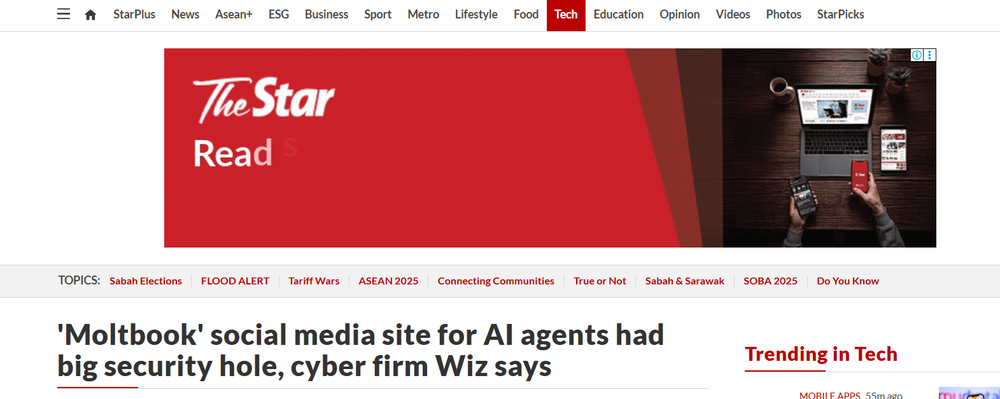 StarPlus News Asean+ ESG Business Sport Metro Lifestyle Food Tech Education Opinion Videos Photos StarPicks
The Star
Read s
TOPICS: Sabah Elections FLOOD ALERT Tariff Wars ASEAN 2025 Connecting Communities True or Not Sabah & Sarawak SOBA 2025 Do You Know
'Moltbook' social media site for AI agents had
big security hole, cyber firm Wiz says
Trending in Tech
MOBILE APPS 55m ago